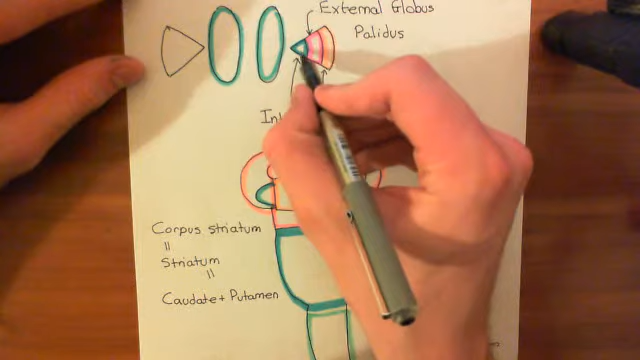 External Globus
Palidus
Corpus striatum
=
Striatum
=
Caudate + Putamen